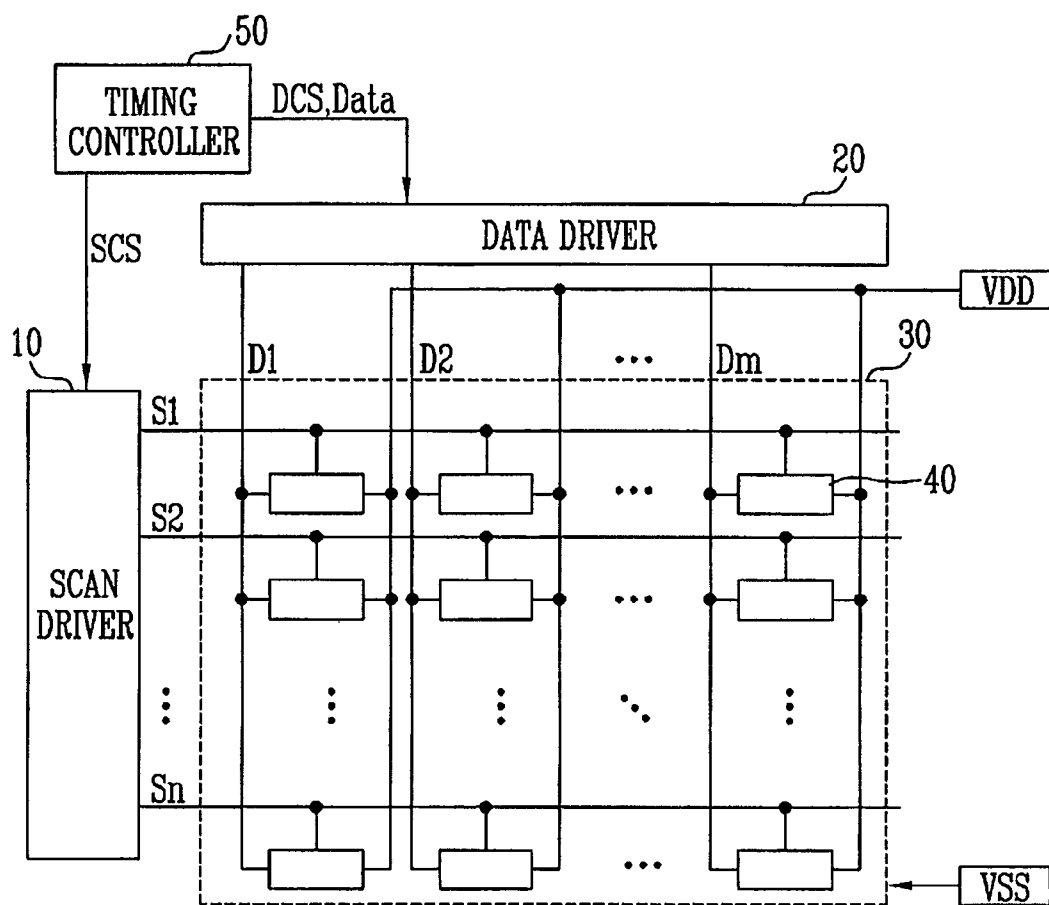 50
TIMING
CONTROLLER
DCS,Data
20
DATA DRIVER
SCS
VDD
10
D1
D2
Dm
30
S1
40
S2
SCAN
DRIVER
Sn
VSS